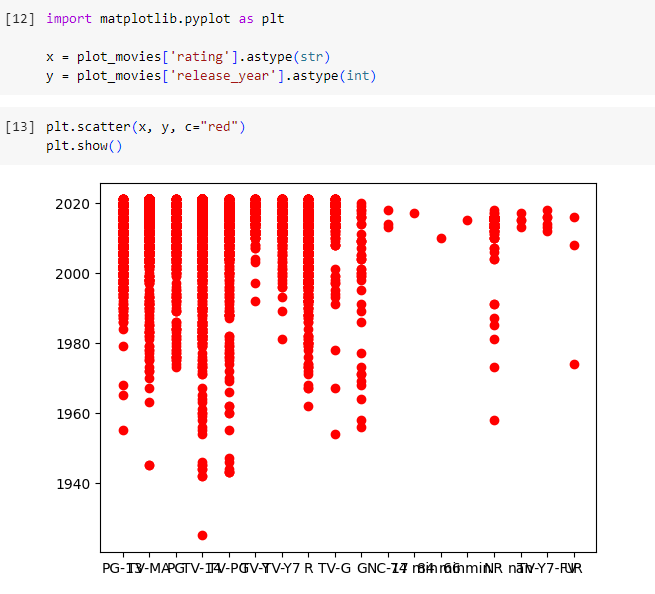 [12] import matplotlib.pyplot as plt
x = plot_movies['rating'].astype(str)
y = plot_movies['release_year'].astype(int)
[13] plt.scatter(x, y, c="red")
plt.show()
2020
2000
1980
1960
1940
PG-13 TV-MA PG TV-14 TV-PG TV-Y TV-Y7 R TV-G G NC-17 74 min 84 min 66 min NR nan TV-Y7-FV UR